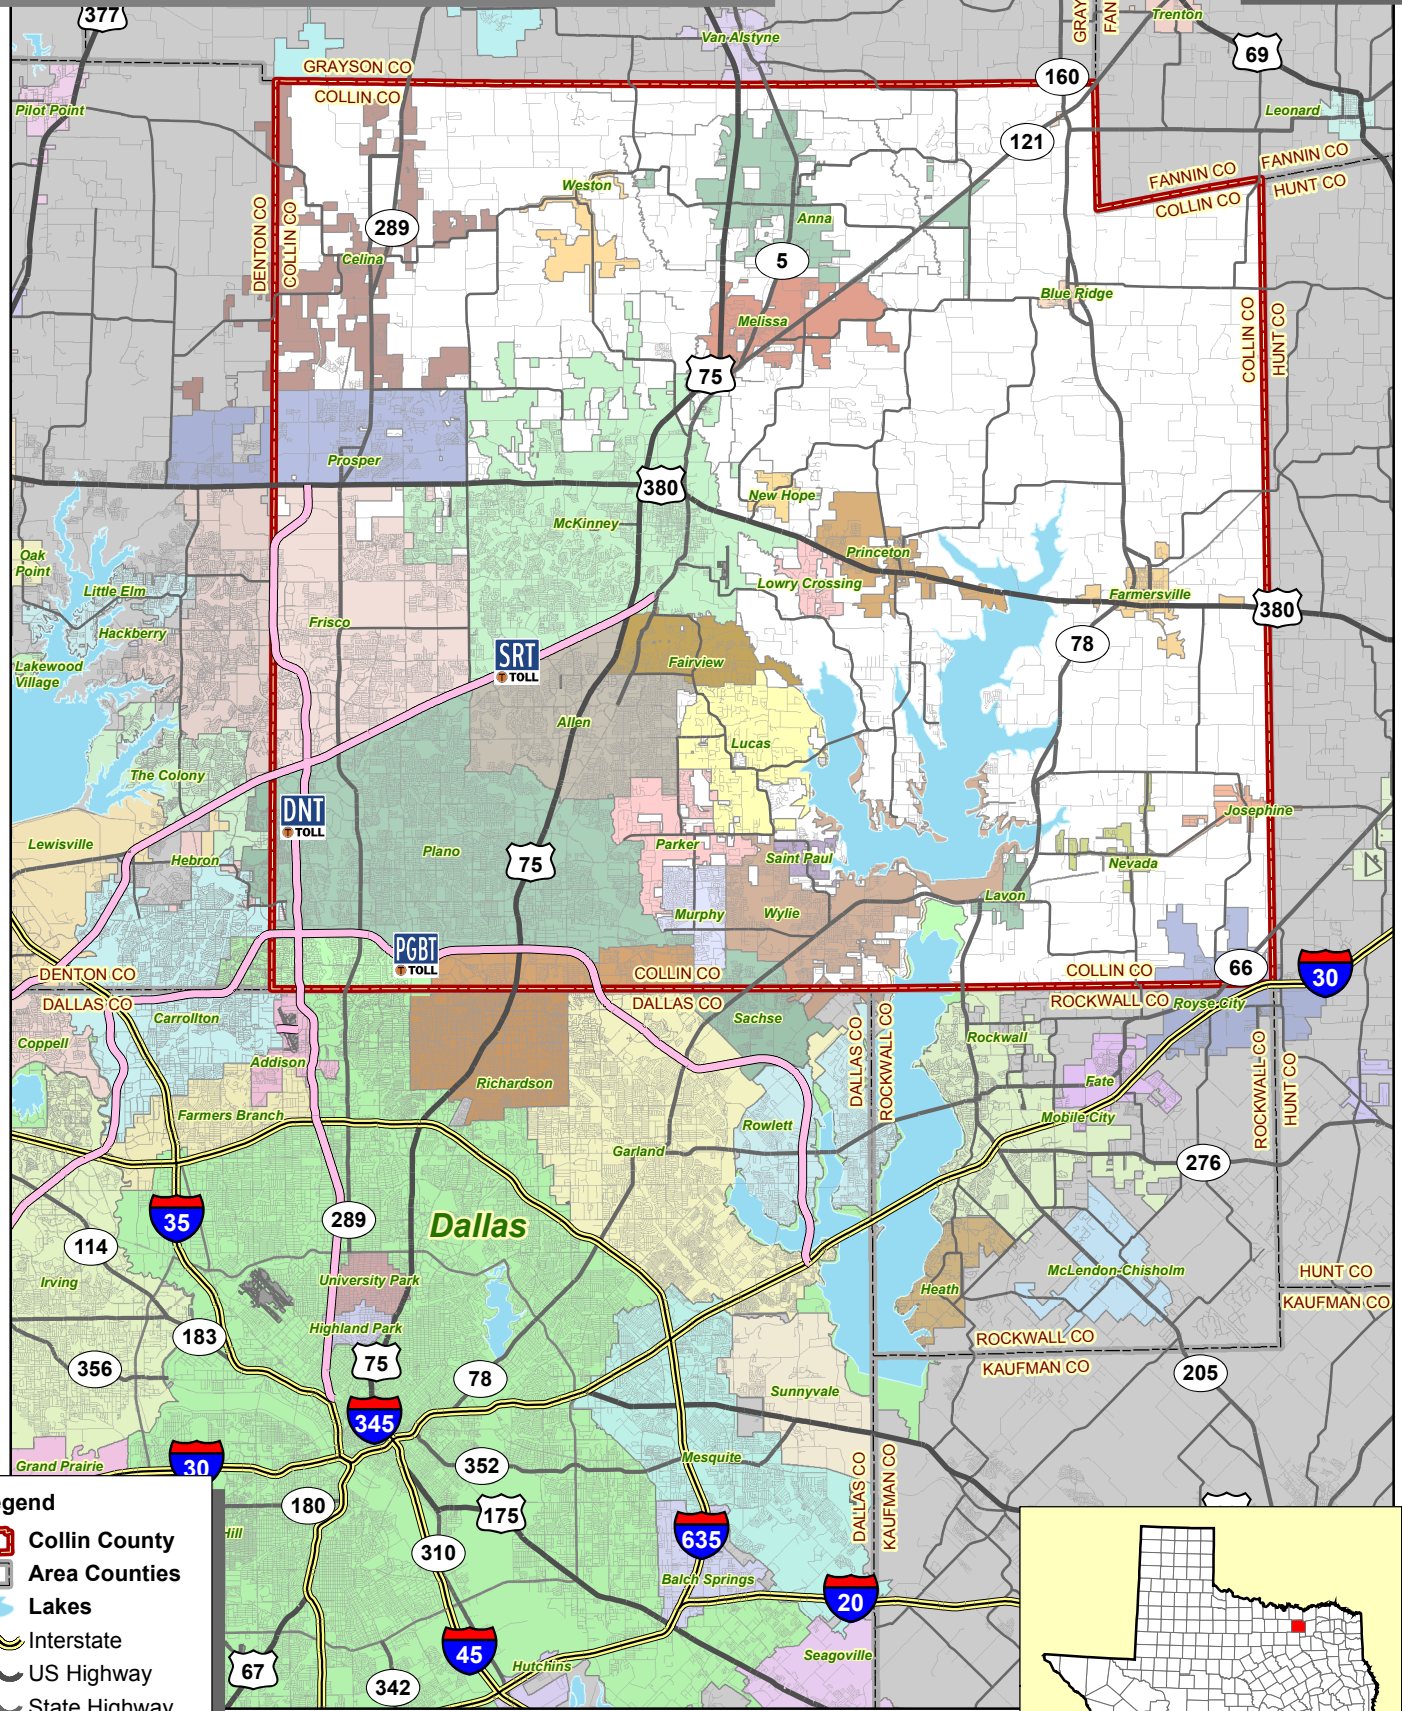 377
Van Alstyne
GRAY
FAN
Trenton
69
GRAYSON CO
COLLIN CO
160
Pilot Point
Leonard
121
FANNIN CO
FANNIN CO
HUNT CO
COLLIN CO
Weston
DENTON CO
COLLIN CO
289
Anna
Celina
5
Blue Ridge
COLLIN CO
HUNT CO
Melissa
75
Prosper
380
New Hope
McKinney
Oak
Point
Princeton
Little Elm
Lowry Crossing
Farmersville
380
Hackberry
Frisco
78
Lakewood
Village
SRT
TOLL
Fairview
Allen
Lucas
The Colony
DNT
TOLL
Josephine
Lewisville
Hebron
Plano
75
Parker
Saint Paul
Nevada
Lavon
Murphy
Wylie
PGBT
TOLL
DENTON CO
COLLIN CO
COLLIN CO
66
30
DALLAS CO
DALLAS CO
ROCKWALL CO
Royse City
Carrollton
Sachse
Coppell
Addison
Rockwall
DALLAS CO
ROCKWALL CO
ROCKWALL CO
HUNT CO
Richardson
Fate
Farmers Branch
Mobile City
Rowlett
Garland
276
35
289
Dallas
114
Irving
University Park
McLendon-Chisholm
HUNT CO
Heath
KAUFMAN CO
183
Highland Park
ROCKWALL CO
KAUFMAN CO
356
75
78
205
Sunnyvale
345
Grand Prairie
30
352
Mesquite
DALLAS CO
KAUFMAN CO
180
175
egend
Hill
635
Collin County
310
Area Counties
Balch Springs
Lakes
20
Interstate
45
Seagoville
US Highway
67
Hutchins
342
State Highway